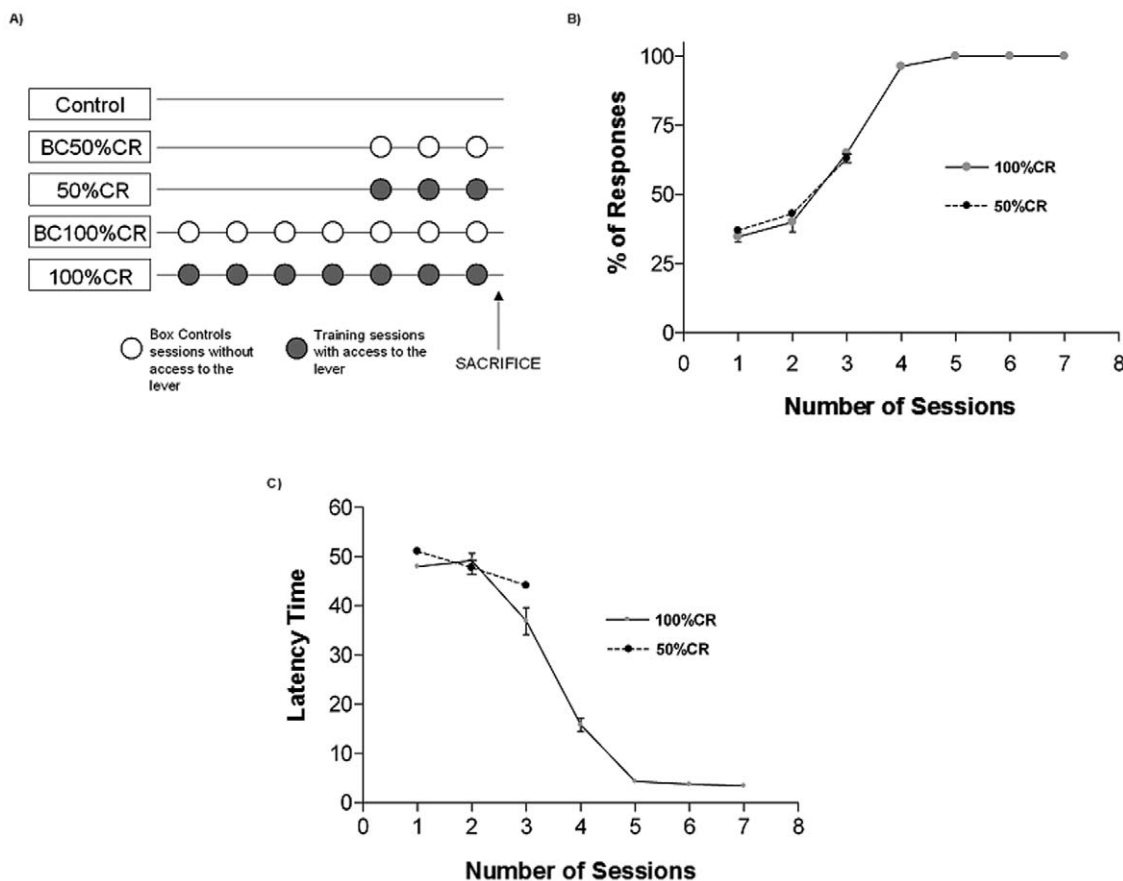 A)
Control
BC50%CR
50%CR
BC100%CR
100%CR
Box Controls
sessions without
access to the
lever
Training sessions
with access to the
lever
SACRIFICE
B)
% of Responses
100
75
50
25
0
0 1 2 3 4 5 6 7 8
Number of Sessions
100%CR
50%CR
C)
Latency Time
60
50
40
30
20
10
0
0 1 2 3 4 5 6 7 8
Number of Sessions
100%CR
50%CR